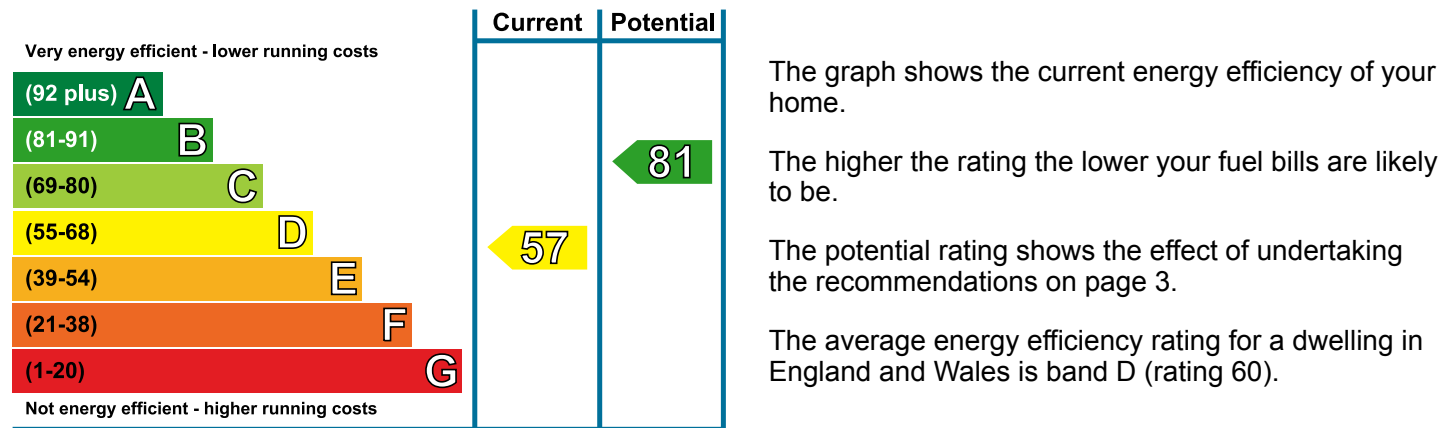 Current Potential
Very energy efficient - lower running costs
(92 plus) A
(81-91) B
(69-80) C
(55-68) D
(39-54) E
(21-38) F
(1-20) G
Not energy efficient - higher running costs
57
81
The graph shows the current energy efficiency of your
home.
The higher the rating the lower your fuel bills are likely
to be.
The potential rating shows the effect of undertaking
the recommendations on page 3.
The average energy efficiency rating for a dwelling in
England and Wales is band D (rating 60).